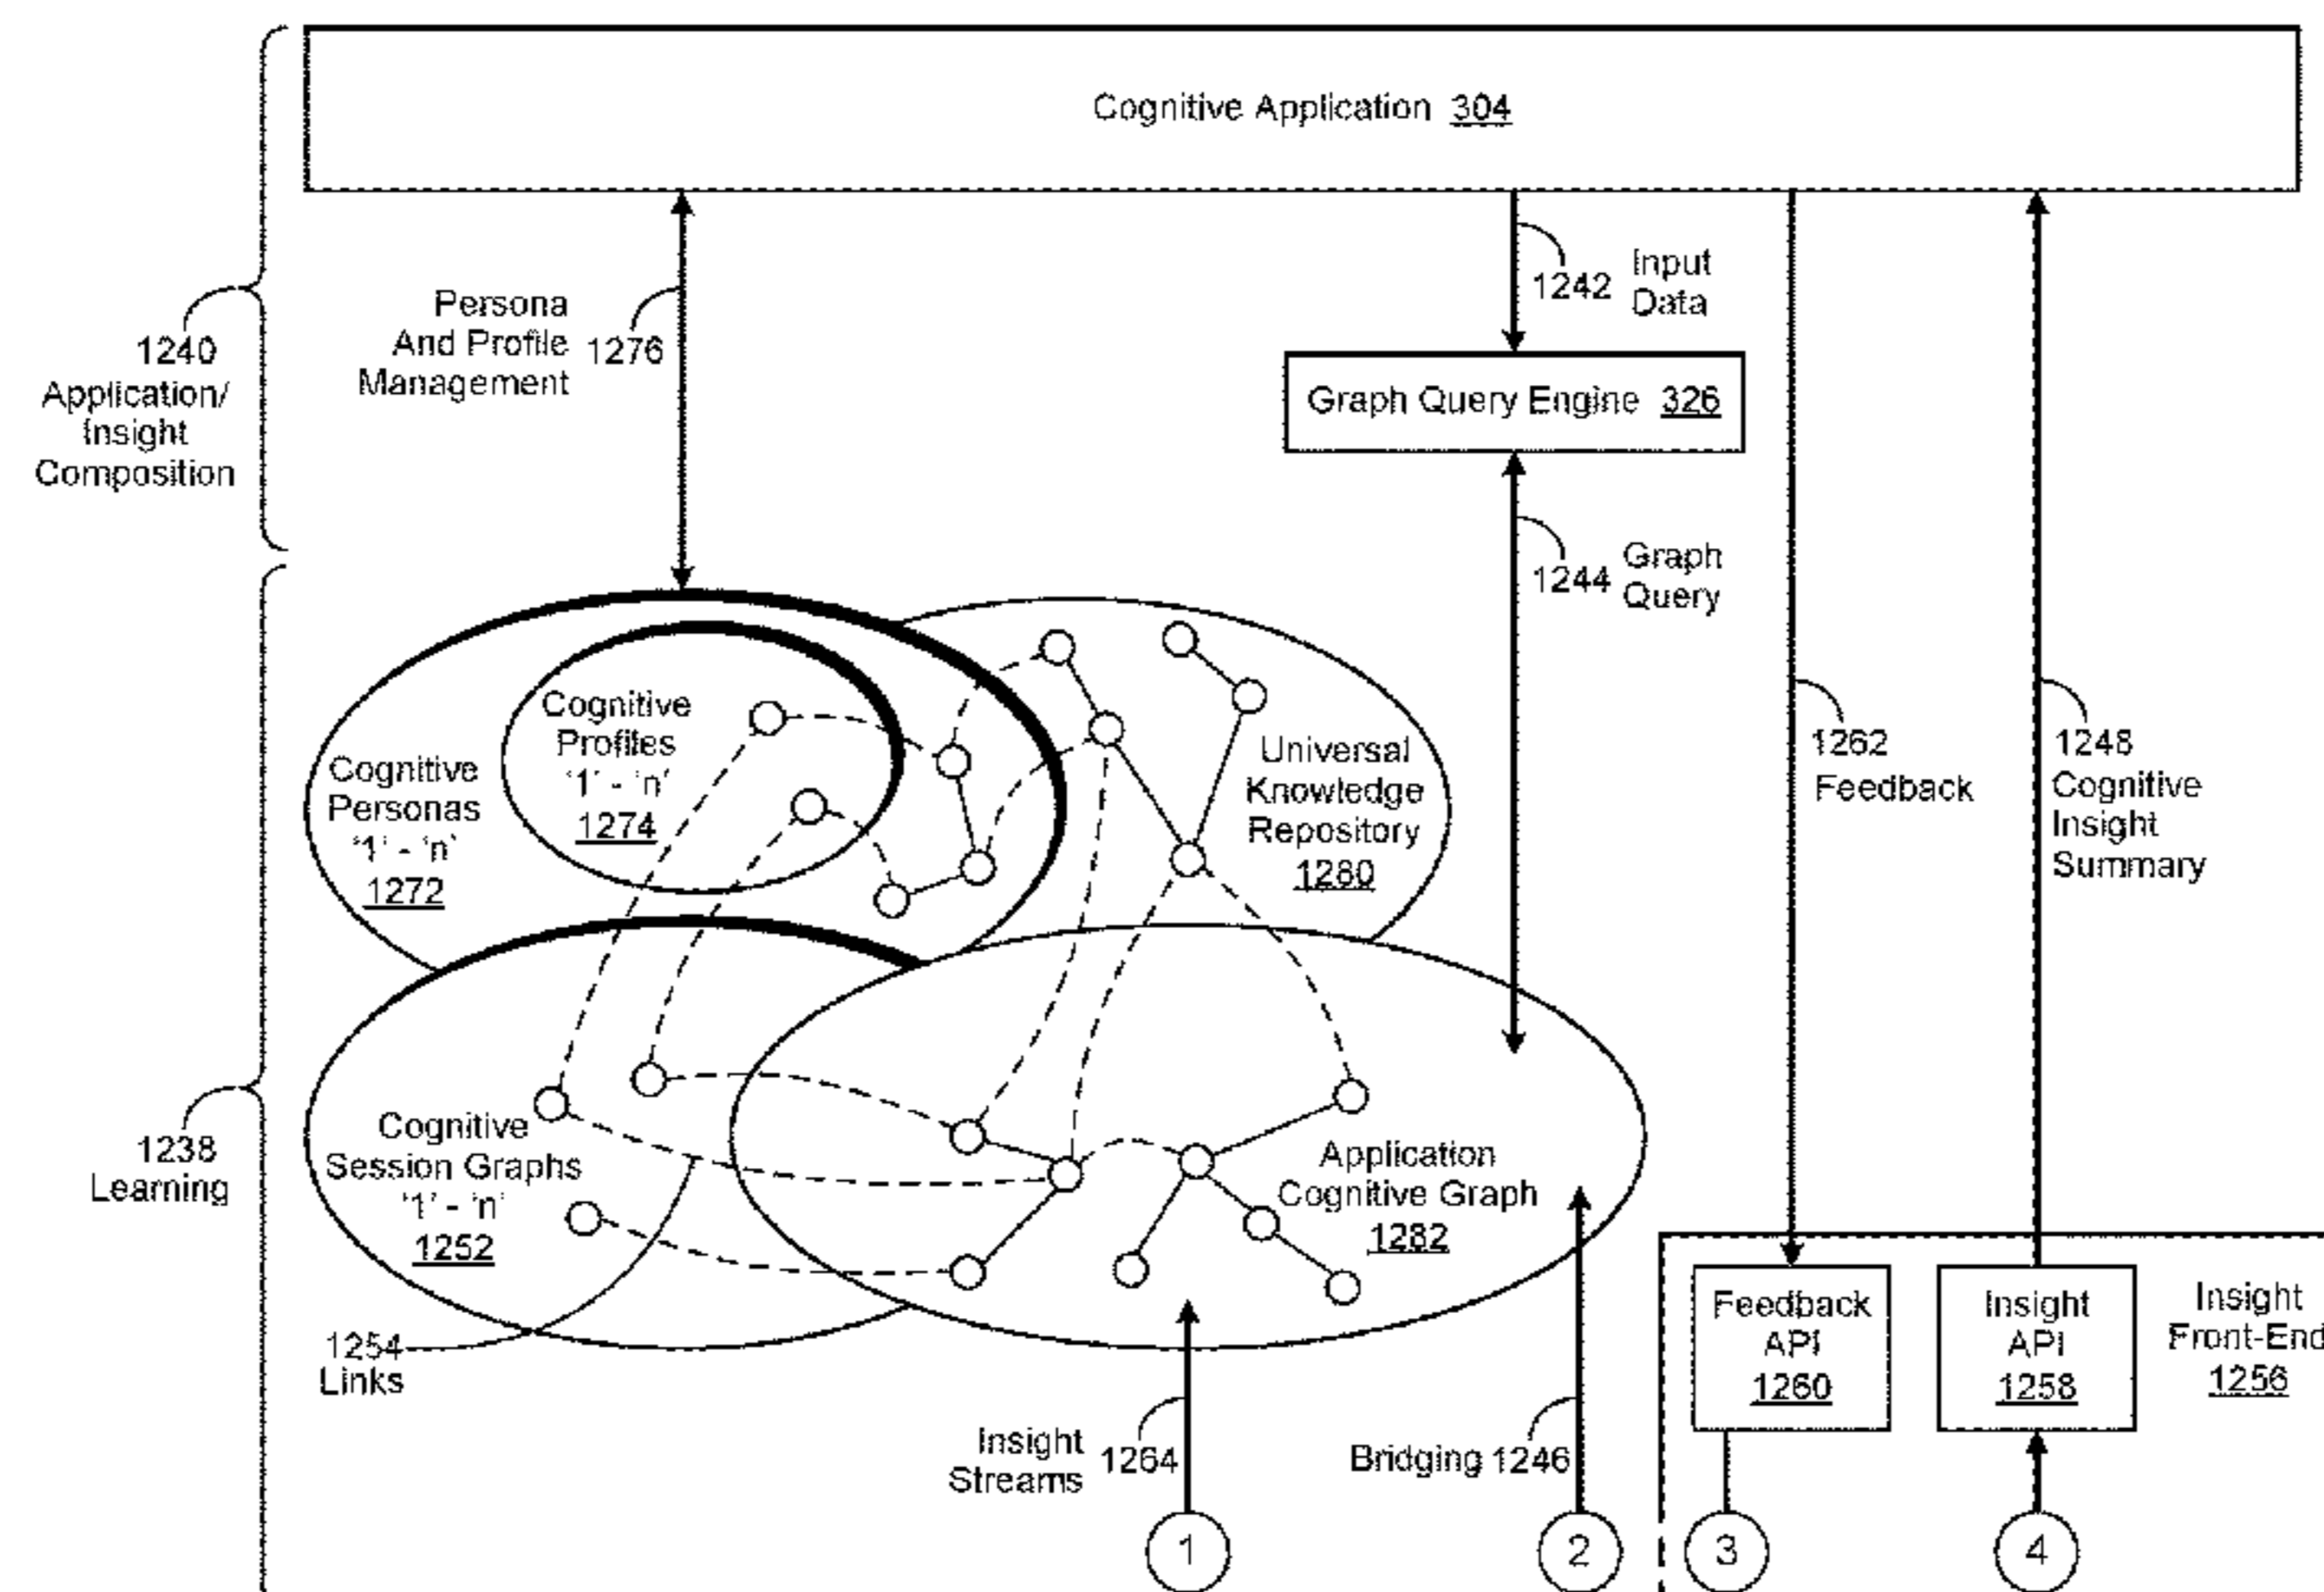 Cognitive Application 304
1242
Input
Data
Persona
And Profile
Management
1276
1240
Application/
Insight
Composition
Graph Query Engine 326
1244
Graph
Query
Cognitive
Profiles
‘1’ - ‘n’
1274
Cognitive
Personas
‘1’ - ‘n’
1272
Universal
Knowledge
Repository
1280
1262
Feedback
1248
Cognitive
Insight
Summary
1238
Learning
Cognitive
Session Graphs
‘1’ - ‘n’
1252
Application
Cognitive Graph
1282
1254
Links
Feedback
API
1260
Insight
API
1258
Insight
Front-End
1256
Insight
Streams
1264
Bridging 1246
1
2
3
4